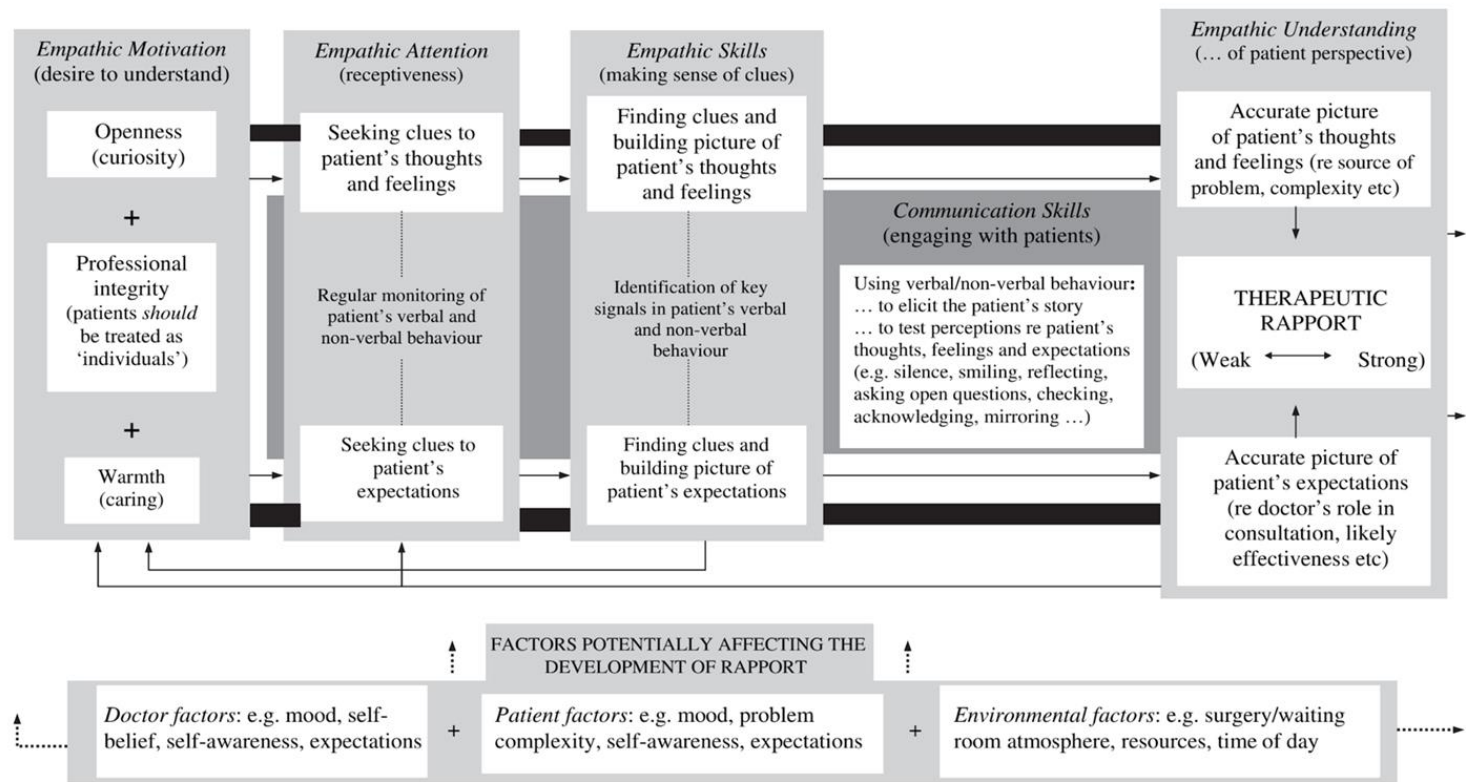 Empathic Motivation
(desire to understand)
Openness
(curiosity)
+
Professional
integrity
(patients should
be treated as
‘individuals’)
+
Warmth
(caring)
Empathic Attention
(receptiveness)
Seeking clues to
patient’s thoughts
and feelings
Regular monitoring of
patient’s verbal and
non-verbal behaviour
Seeking clues to
patient’s
expectations
Empathic Skills
(making sense of clues)
Finding clues and
building picture of
patient’s thoughts
and feelings
Identification of key
signals in patient’s verbal
and non-verbal
behaviour
Finding clues and
building picture of
patient’s expectations
Communication Skills
(engaging with patients)
Using verbal/non-verbal behaviour:
… to elicit the patient’s story
… to test perceptions re patient’s
thoughts, feelings and expectations
(e.g. silence, smiling, reflecting,
asking open questions, checking,
acknowledging, mirroring …)
Empathic Understanding
(… of patient perspective)
Accurate picture
of patient’s thoughts
and feelings (re source of
problem, complexity etc)
THERAPEUTIC
RAPPORT
(Weak Strong)
Accurate picture of
patient’s expectations
(re doctor’s role in
consultation, likely
effectiveness etc)
FACTORS POTENTIALLY AFFECTING THE
DEVELOPMENT OF RAPPORT
Doctor factors: e.g. mood, self-
belief, self-awareness, expectations
+
Patient factors: e.g. mood, problem
complexity, self-awareness, expectations
+
Environmental factors: e.g. surgery/waiting
room atmosphere, resources, time of day